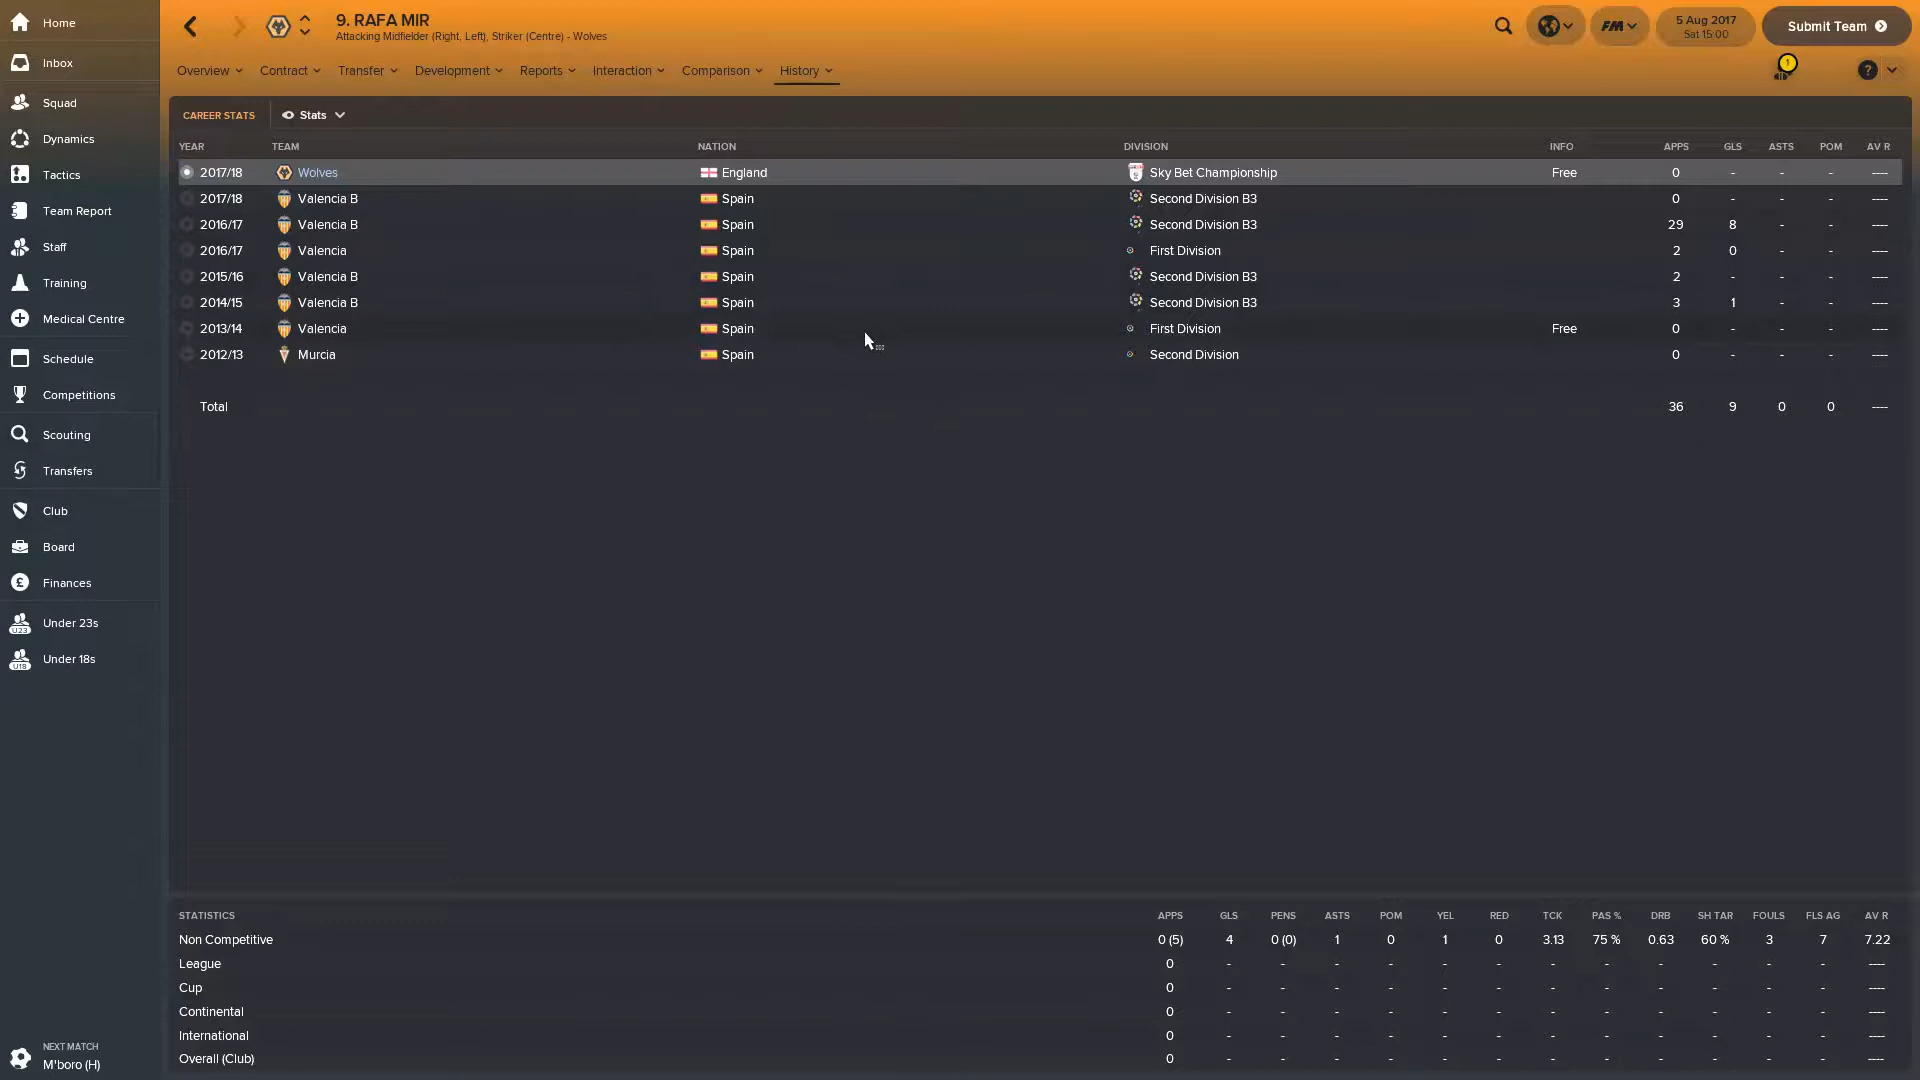 Home
Inbox
Squad
Dynamics
Tactics
Team Report
Staff
Training
Medical Centre
Schedule
Competitions
Scouting
Transfers
Club
Board
Finances
U23 Under 23s
U18 Under 18s
NEXT MATCH
M'boro (H)
9. RAFA MIR
Attacking Midfielder (Right, Left), Striker (Centre) - Wolves
FM
5 Aug 2017
Sat 15:00
Submit Team
Overview Contract Transfer Development Reports Interaction Comparison History
1
?
CAREER STATS Stats
YEAR TEAM NATION DIVISION INFO APPS GLS ASTS POM AV R
2017/18 Wolves England Sky Bet Championship Free 0 - - - ----
2017/18 Valencia B Spain Second Division B3 0 - - - ----
2016/17 Valencia B Spain Second Division B3 29 8 - - ----
2016/17 Valencia Spain First Division 2 0 - - ----
2015/16 Valencia B Spain Second Division B3 2 - - - ----
2014/15 Valencia B Spain Second Division B3 3 1 - - ----
2013/14 Valencia Spain First Division Free 0 - - - ----
2012/13 Murcia Spain Second Division 0 - - - ----
Total 36 9 0 0 ----
STATISTICS APPS GLS PENS ASTS POM YEL RED TCK PAS % DRB SH TAR FOULS FLS AG AV R
Non Competitive 0 (5) 4 0 (0) 1 0 1 0 3.13 75 % 0.63 60 % 3 7 7.22
League 0 - - - - - - - - - - - - ----
Cup 0 - - - - - - - - - - - - ----
Continental 0 - - - - - - - - - - - - ----
International 0 - - - - - - - - - - - - ----
Overall (Club) 0 - - - - - - - - - - - - ----